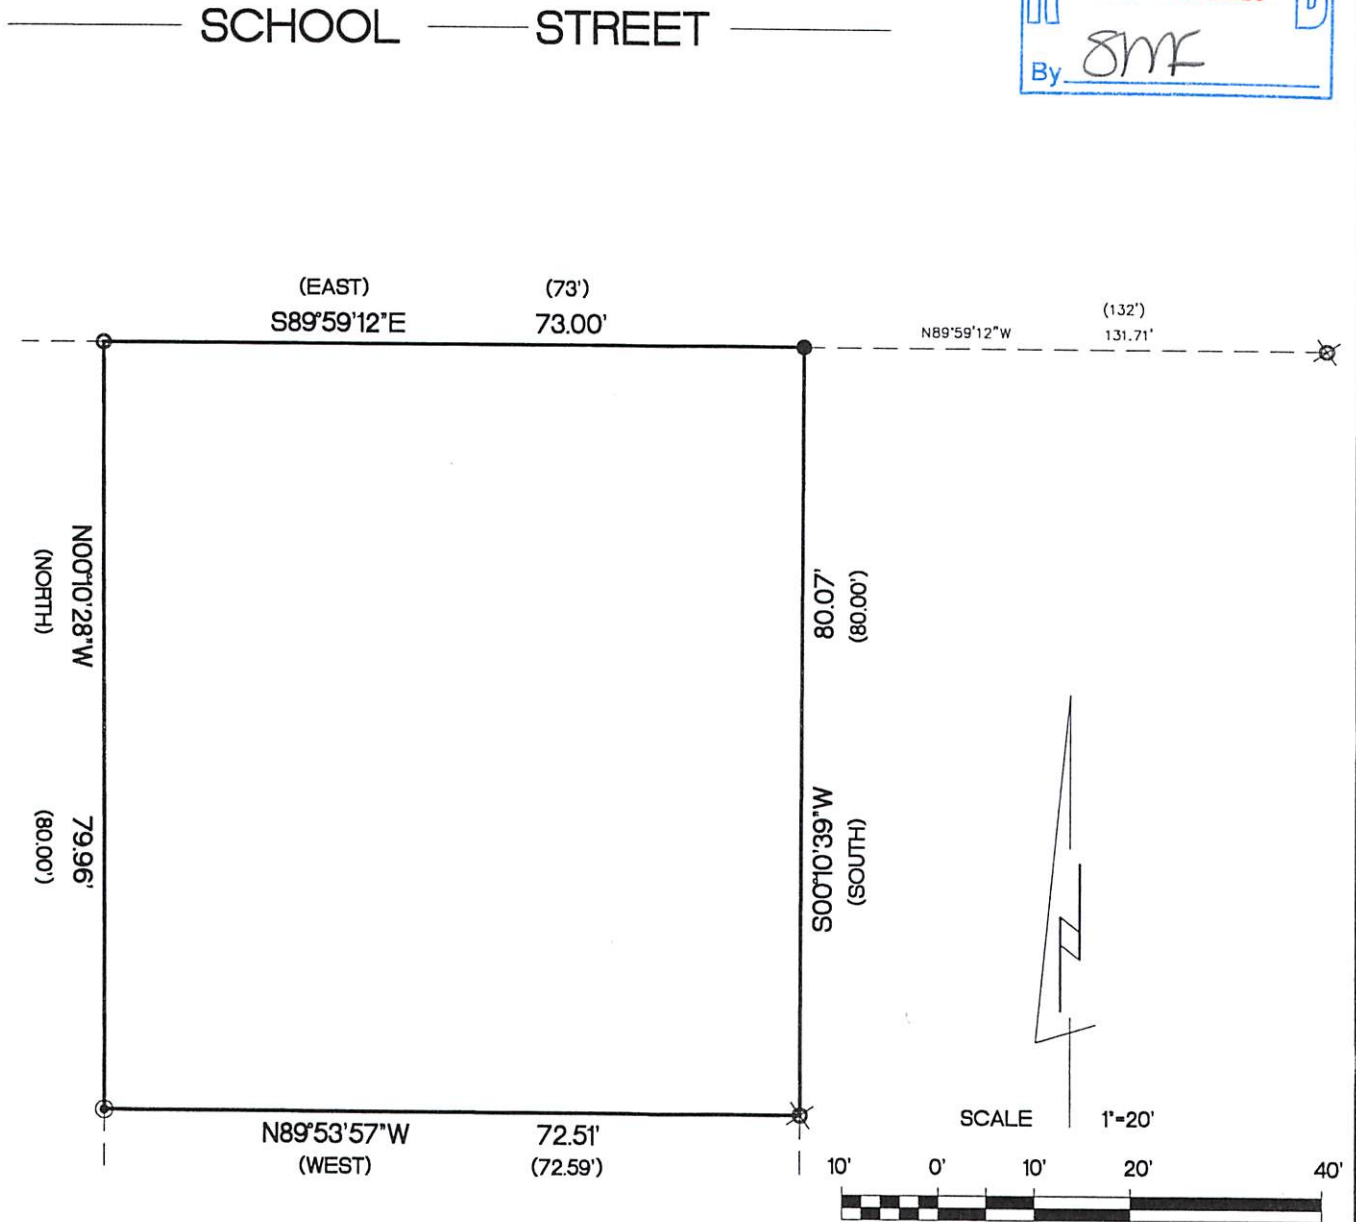 SCHOOL STREET
By SMF
(EAST) (73')
S89°59'12"E 73.00'
(132')
N89°59'12"W 131.71'
N00°10'28"W 79.96'
(NORTH) (80.00')
80.07' S00°10'39"W
(80.00') (SOUTH)
N89°53'57"W 72.51'
(WEST) (72.59')
SCALE 1"=20'
10' 0' 10' 20' 40'